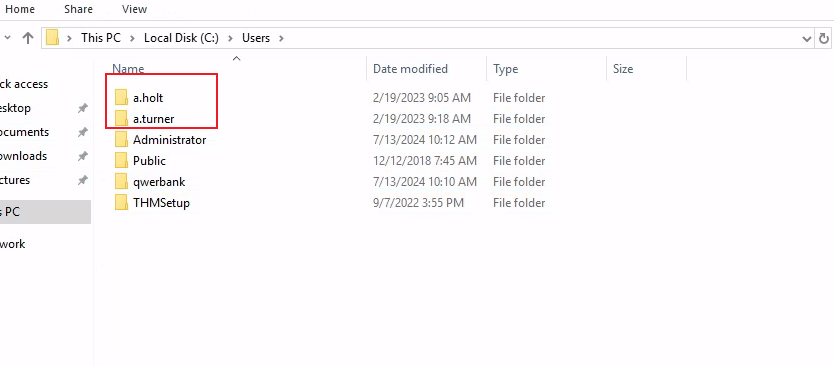 Home Share View
This PC > Local Disk (C:) > Users >
Name Date modified Type Size
ck access
esktop
ocuments
ownloads
ctures
s PC
work
a.holt 2/19/2023 9:05 AM File folder
a.turner 2/19/2023 9:18 AM File folder
Administrator 7/13/2024 10:12 AM File folder
Public 12/12/2018 7:45 AM File folder
qwerbank 7/13/2024 10:10 AM File folder
THMSetup 9/7/2022 3:55 PM File folder